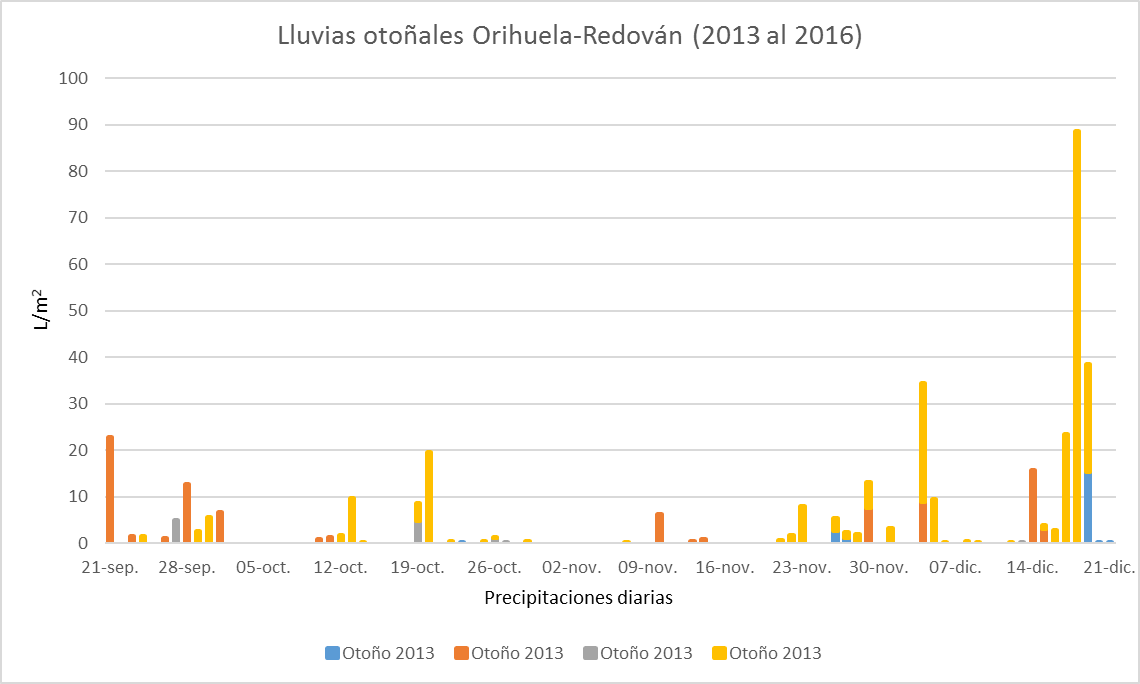 Lluvias otoñales Orihuela-Redován (2013 al 2016)
100
90
80
70
60
50
40
30
20
10
0
L/m²
21-sep. 28-sep. 05-oct. 12-oct. 19-oct. 26-oct. 02-nov. 09-nov. 16-nov. 23-nov. 30-nov. 07-dic. 14-dic. 21-dic.
Precipitaciones diarias
Otoño 2013 Otoño 2013 Otoño 2013 Otoño 2013